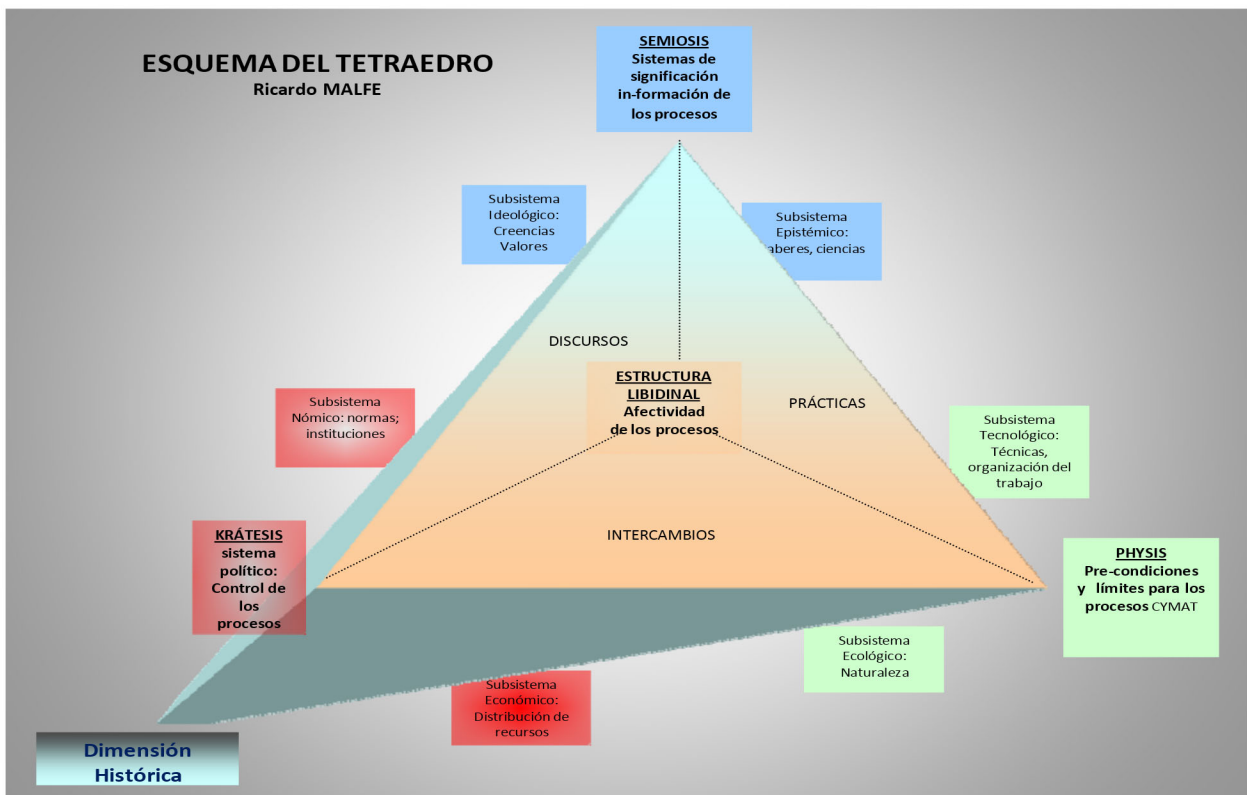 ESQUEMA DEL TETRAEDRO
Ricardo MALFE
SEMIOSIS
Sistemas de
significación
in-formación de
los procesos
Subsistema
Ideológico:
Creencias
Valores
Subsistema
Epistémico:
aberes, ciencias
DISCURSOS
ESTRUCTURA
LIBIDINAL
Afectividad
de los procesos
PRÁCTICAS
Subsistema
Nómico: normas;
instituciones
Subsistema
Tecnológico:
Técnicas,
organización del
trabajo
INTERCAMBIOS
KRÁTESIS
sistema
político:
Control de
los
procesos
PHYSIS
Pre-condiciones
y límites para los
procesos CYMAT
Subsistema
Ecológico:
Naturaleza
Subsistema
Económico:
Distribución de
recursos
Dimensión
Histórica